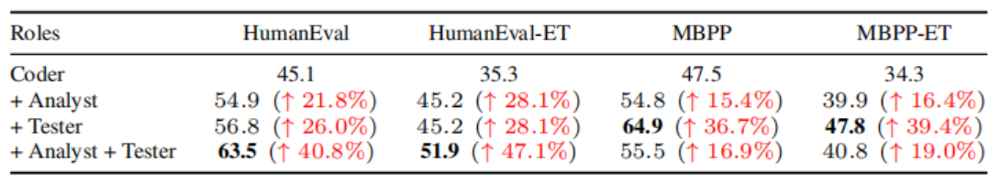 Roles HumanEval HumanEval-ET MBPP MBPP-ET
Coder 45.1 35.3 47.5 34.3
+ Analyst 54.9 (↑ 21.8%) 45.2 (↑ 28.1%) 54.8 (↑ 15.4%) 39.9 (↑ 16.4%)
+ Tester 56.8 (↑ 26.0%) 45.2 (↑ 28.1%) 64.9 (↑ 36.7%) 47.8 (↑ 39.4%)
+ Analyst + Tester 63.5 (↑ 40.8%) 51.9 (↑ 47.1%) 55.5 (↑ 16.9%) 40.8 (↑ 19.0%)